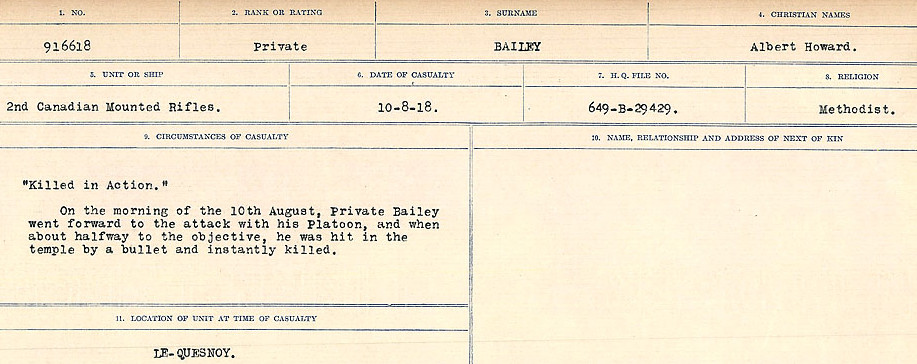 1. NO. 2. RANK OR RATING 3. SURNAME 4. CHRISTIAN NAMES
916618 Private BAILEY Albert Howard.
5. UNIT OR SHIP 6. DATE OF CASUALTY 7. H.Q. FILE NO. 8. RELIGION
2nd Canadian Mounted Rifles. 10-8-18. 649-B-29429. Methodist.
9. CIRCUMSTANCES OF CASUALTY 10. NAME, RELATIONSHIP AND ADDRESS OF NEXT OF KIN
"Killed in Action."
On the morning of the 10th August, Private Bailey
went forward to the attack with his Platoon, and when
about halfway to the objective, he was hit in the
temple by a bullet and instantly killed.
11. LOCATION OF UNIT AT TIME OF CASUALTY
LE-QUESNOY.